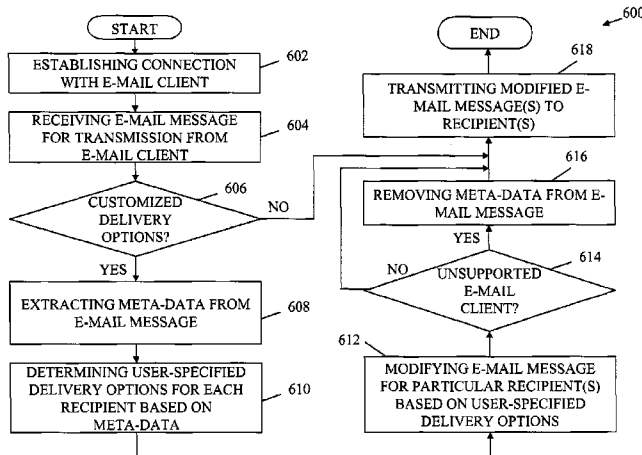 600
START
ESTABLISHING CONNECTION
WITH E-MAIL CLIENT
602
RECEIVING E-MAIL MESSAGE
FOR TRANSMISSION FROM
E-MAIL CLIENT
604
606
CUSTOMIZED
DELIVERY
OPTIONS?
NO
YES
EXTRACTING META-DATA FROM
E-MAIL MESSAGE
608
DETERMINING USER-SPECIFIED
DELIVERY OPTIONS FOR EACH
RECIPIENT BASED ON
META-DATA
610
612
MODIFYING E-MAIL MESSAGE
FOR PARTICULAR RECIPIENT(S)
BASED ON USER-SPECIFIED
DELIVERY OPTIONS
614
UNSUPPORTED
E-MAIL
CLIENT?
NO
YES
616
REMOVING META-DATA FROM E-
MAIL MESSAGE
618
TRANSMITTING MODIFIED E-
MAIL MESSAGE(S) TO
RECIPIENT(S)
END